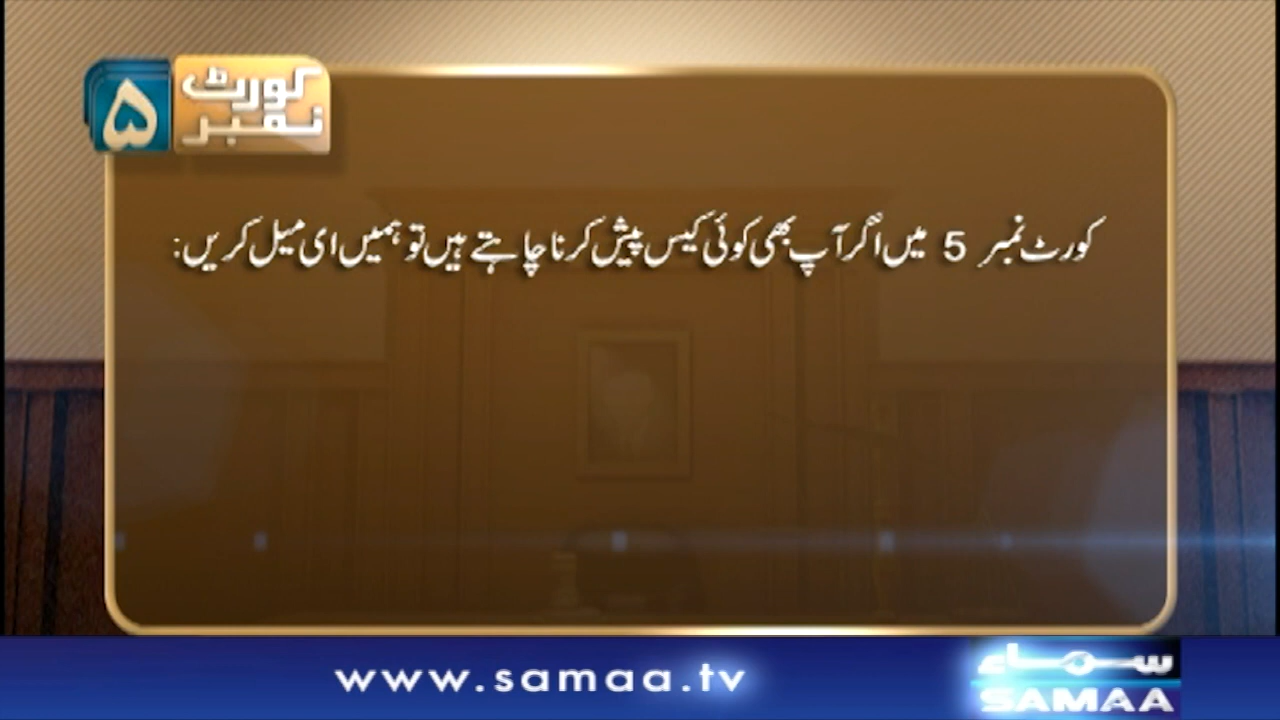 کورٹ
نمبر
۵
کورٹ نمبر 5 میں اگر آپ بھی کوئی کیس پیش کرنا چاہتے ہیں تو ہمیں ای میل کریں:
www.samaa.tv
سماء
SAMAA